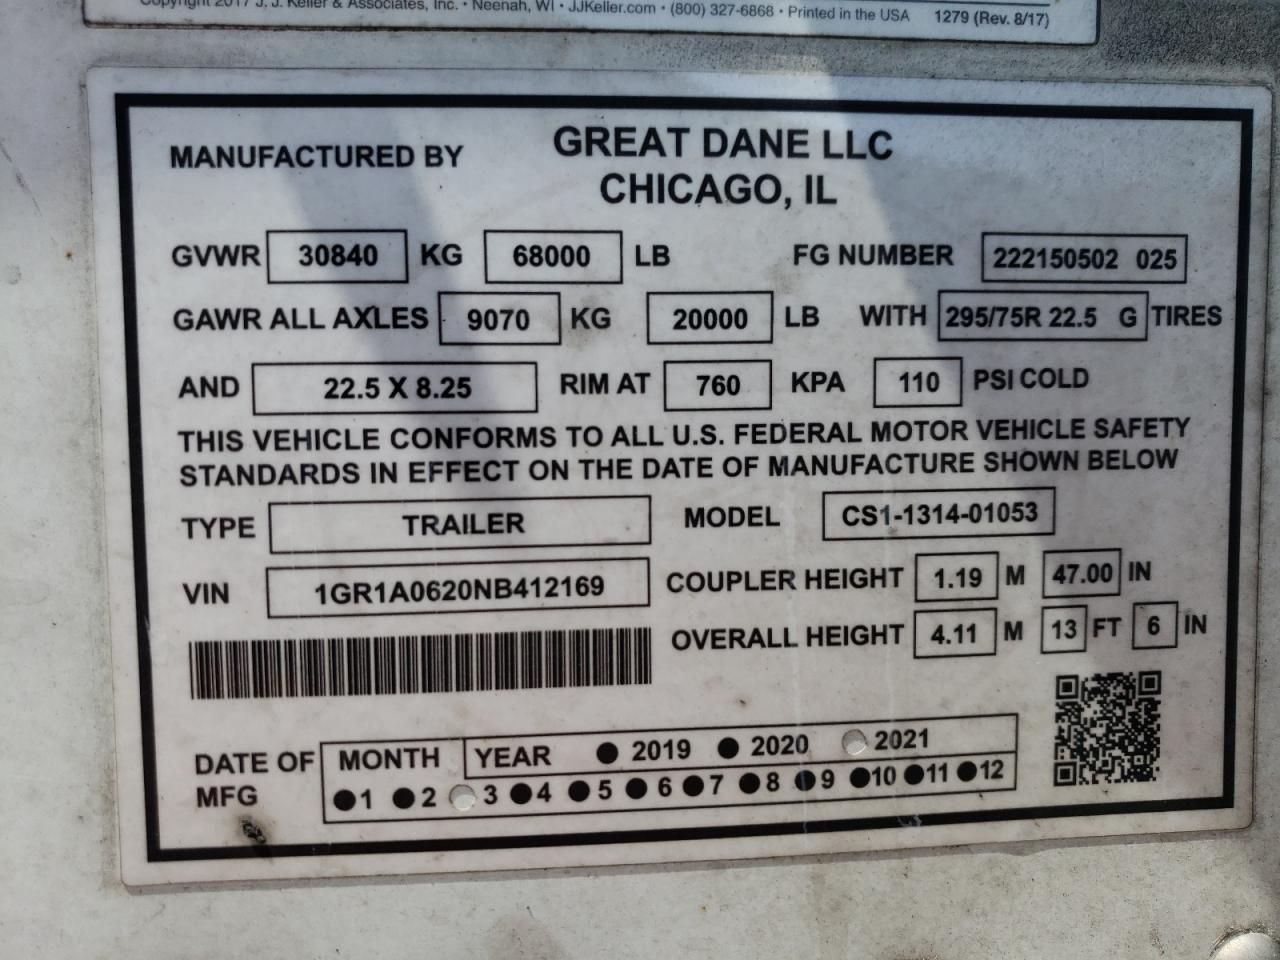 Copyright 2017 J. J. Keller & Associates, Inc. • Neenah, WI • JJKeller.com • (800) 327-6868 • Printed in the USA 1279 (Rev. 8/17)
MANUFACTURED BY GREAT DANE LLC
CHICAGO, IL
GVWR 30840 KG 68000 LB FG NUMBER 222150502 025
GAWR ALL AXLES 9070 KG 20000 LB WITH 295/75R 22.5 G TIRES
AND 22.5 X 8.25 RIM AT 760 KPA 110 PSI COLD
THIS VEHICLE CONFORMS TO ALL U.S. FEDERAL MOTOR VEHICLE SAFETY
STANDARDS IN EFFECT ON THE DATE OF MANUFACTURE SHOWN BELOW
TYPE TRAILER MODEL CS1-1314-01053
VIN 1GR1A0620NB412169 COUPLER HEIGHT 1.19 M 47.00 IN
OVERALL HEIGHT 4.11 M 13 FT 6 IN
DATE OF MONTH YEAR 2019 2020 2021
MFG 1 2 3 4 5 6 7 8 9 10 11 12